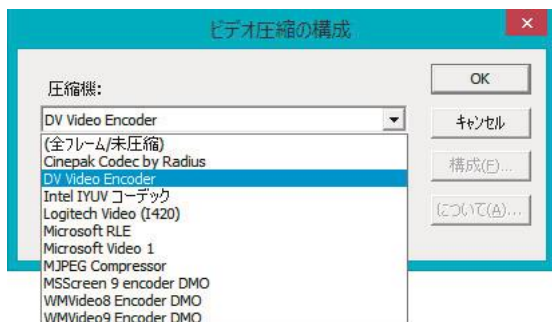 ビデオ圧縮の構成
圧縮機:
DV Video Encoder
(全フレーム/未圧縮)
Cinepak Codec by Radius
DV Video Encoder
Intel IYUV コーデック
Logitech Video (I420)
Microsoft RLE
Microsoft Video 1
MJPEG Compressor
MSScreen 9 encoder DMO
WMVideo8 Encoder DMO
WMVideo9 Encoder DMO
OK
キャンセル
構成(F)...
について(A)...